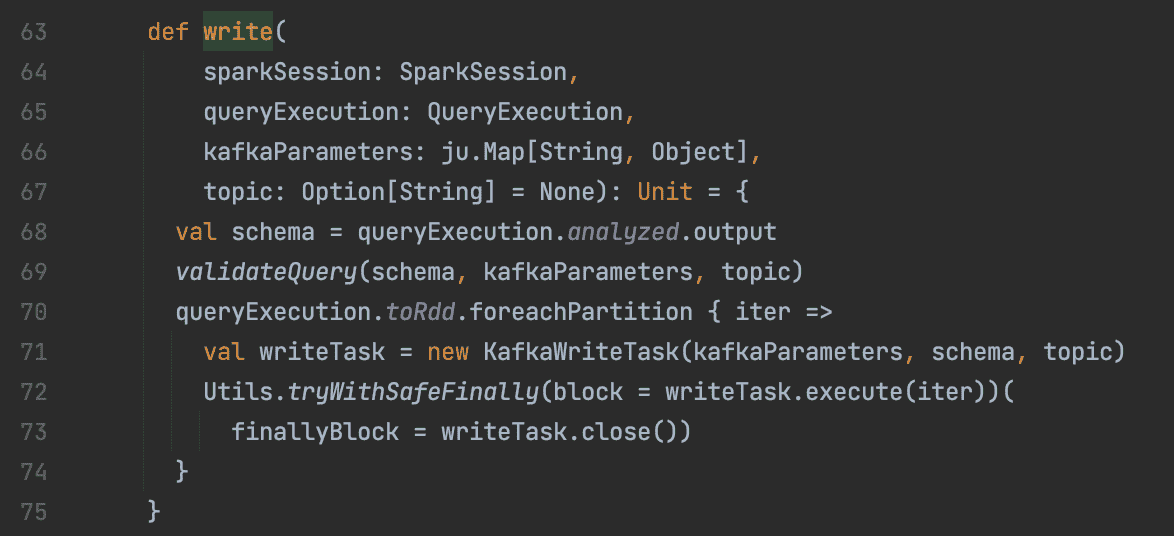 63 def write(
64 sparkSession: SparkSession,
65 queryExecution: QueryExecution,
66 kafkaParameters: ju.Map[String, Object],
67 topic: Option[String] = None): Unit = {
68 val schema = queryExecution.analyzed.output
69 validateQuery(schema, kafkaParameters, topic)
70 queryExecution.toRdd.foreachPartition { iter =>
71 val writeTask = new KafkaWriteTask(kafkaParameters, schema, topic)
72 Utils.tryWithSafeFinally(block = writeTask.execute(iter))(
73 finallyBlock = writeTask.close())
74 }
75 }